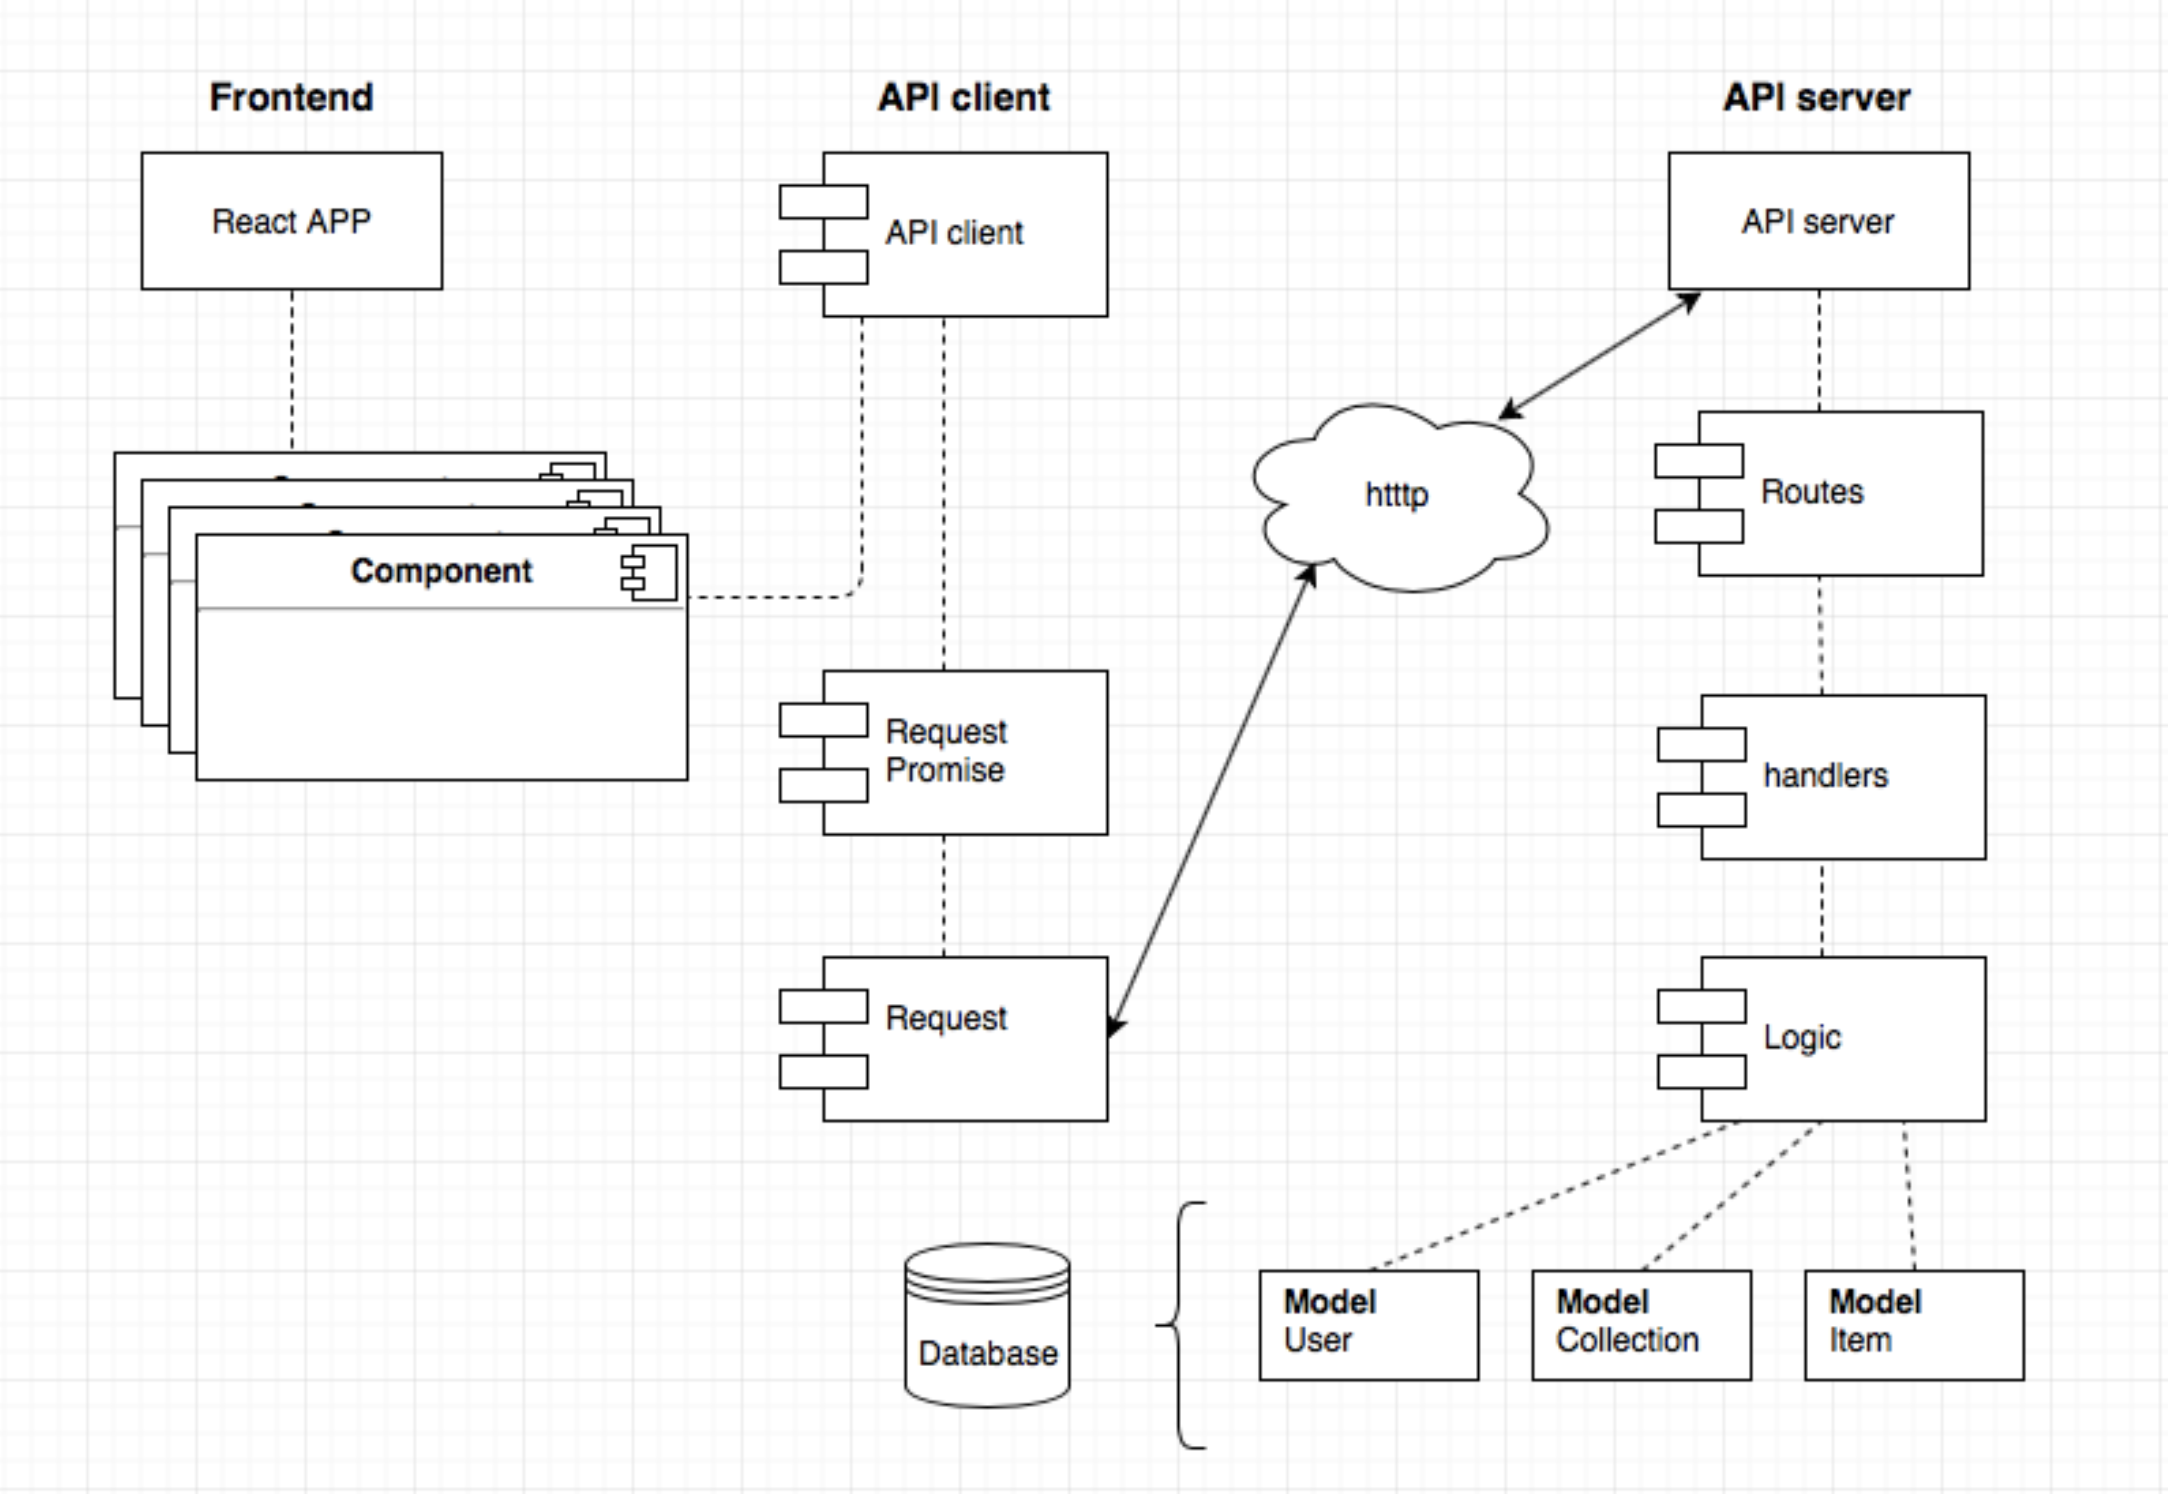 Frontend
API client
API server
React APP
API client
API server
htttp
Routes
Component
Request
Promise
handlers
Request
Logic
Database
Model
User
Model
Collection
Model
Item